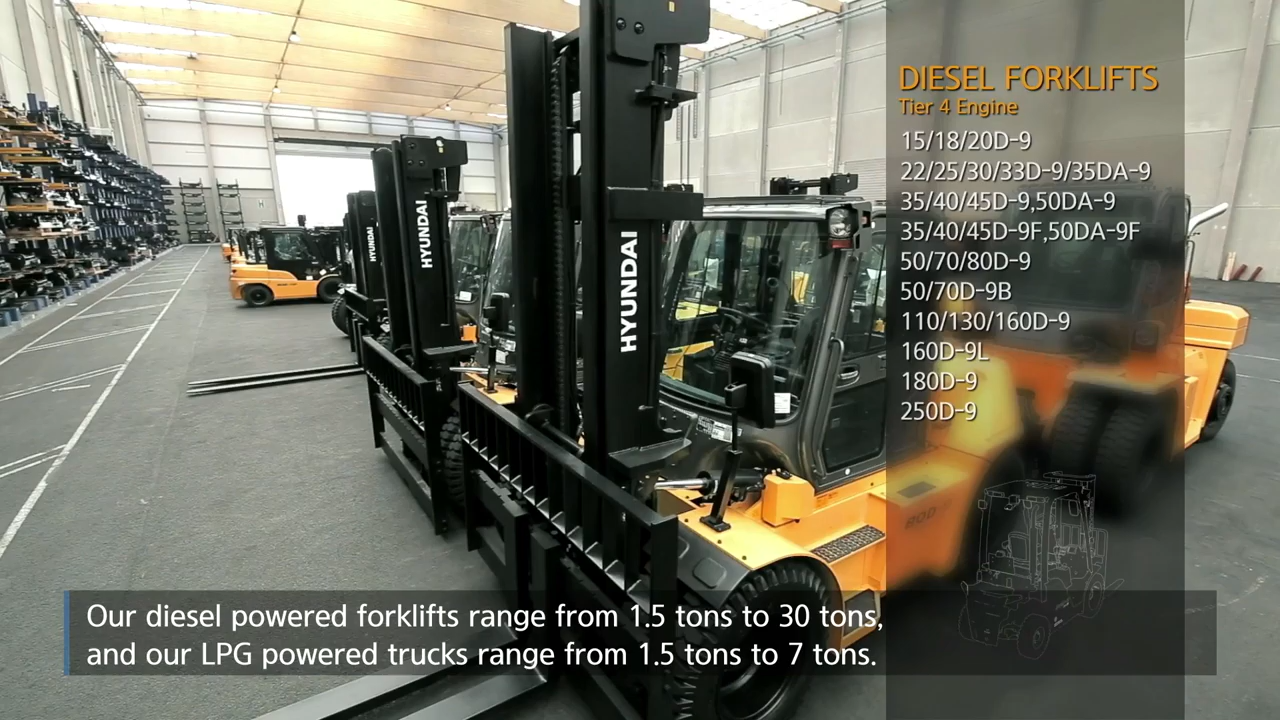 DIESEL FORKLIFTS
Tier 4 Engine
15/18/20D-9
22/25/30/33D-9/35DA-9
35/40/45D-9,50DA-9
35/40/45D-9F,50DA-9F
50/70/80D-9
50/70D-9B
110/130/160D-9
160D-9L
180D-9
250D-9
HYUNDAI
HYUNDAI
HYUNDAI
Our diesel powered forklifts range from 1.5 tons to 30 tons,
and our LPG powered trucks range from 1.5 tons to 7 tons.